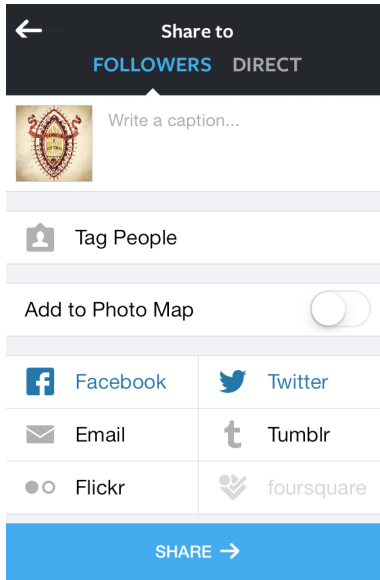 Share to
FOLLOWERS DIRECT
Write a caption...
Tag People
Add to Photo Map
Facebook Twitter
Email Tumblr
Flickr foursquare
SHARE